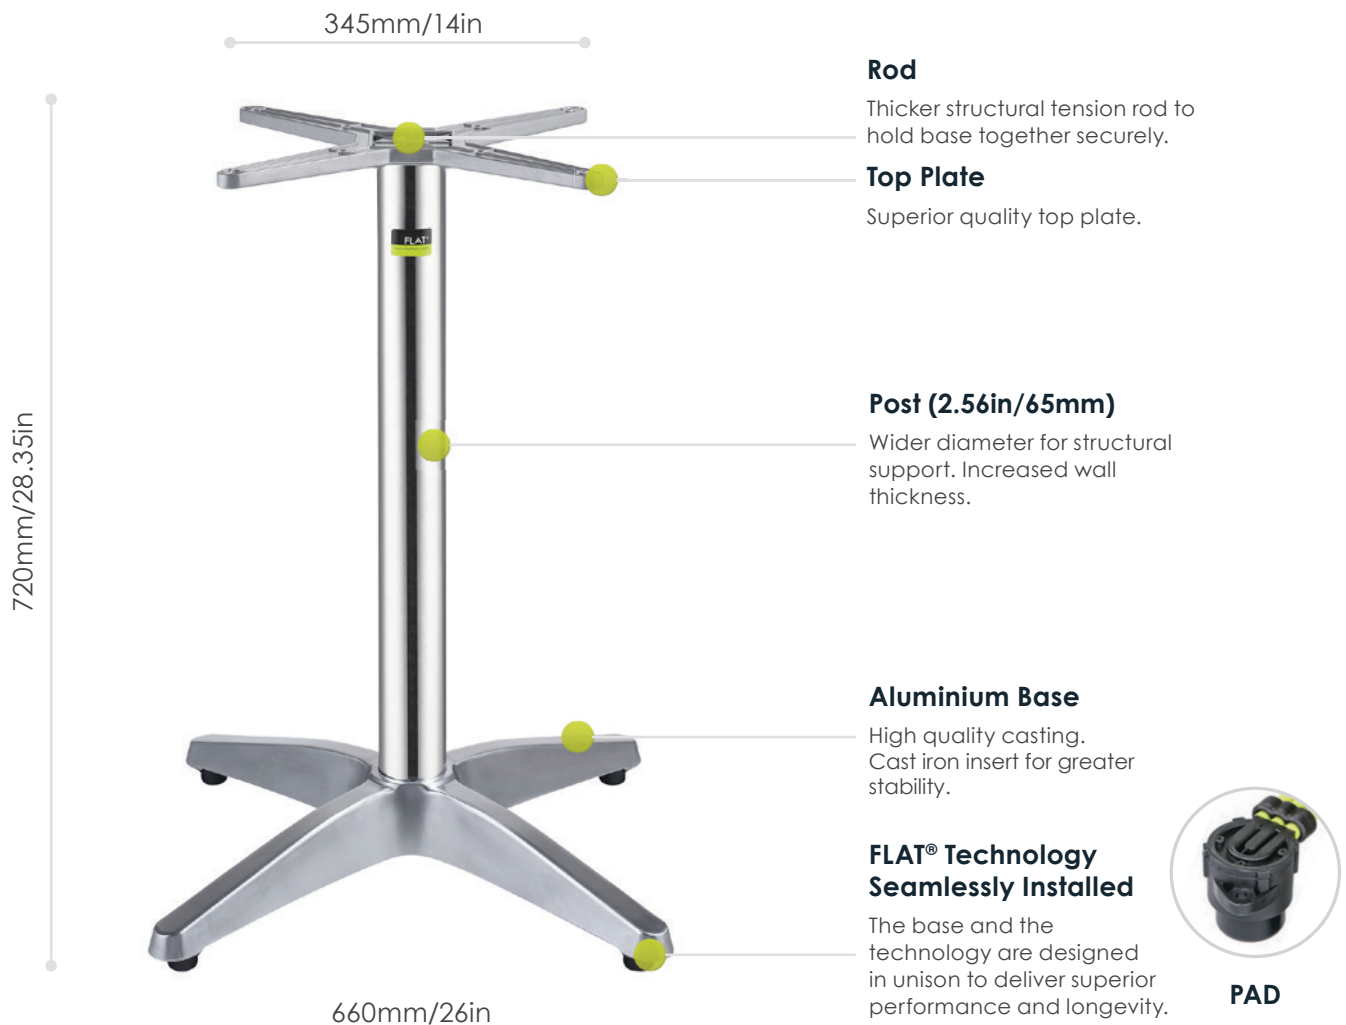 345mm/14in
Rod
Thicker structural tension rod to
hold base together securely.
Top Plate
Superior quality top plate.
FLAT®
720mm/28.35in
Post (2.56in/65mm)
Wider diameter for structural
support. Increased wall
thickness.
Aluminium Base
High quality casting.
Cast iron insert for greater
stability.
FLAT® Technology
Seamlessly Installed
The base and the
technology are designed
in unison to deliver superior
performance and longevity.
PAD
660mm/26in